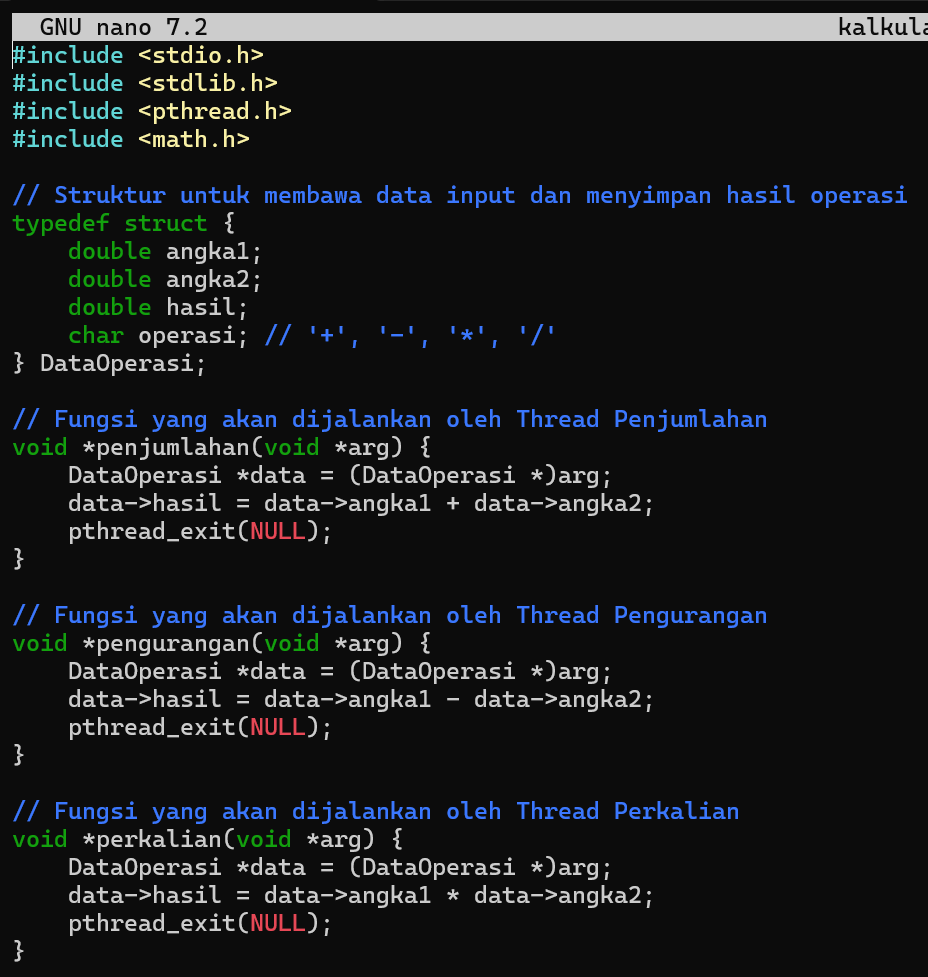 GNU nano 7.2 kalkula
#include <stdio.h>
#include <stdlib.h>
#include <pthread.h>
#include <math.h>
// Struktur untuk membawa data input dan menyimpan hasil operasi
typedef struct {
    double angka1;
    double angka2;
    double hasil;
    char operasi; // '+', '-', '*', '/'
} DataOperasi;
// Fungsi yang akan dijalankan oleh Thread Penjumlahan
void *penjumlahan(void *arg) {
    DataOperasi *data = (DataOperasi *)arg;
    data->hasil = data->angka1 + data->angka2;
    pthread_exit(NULL);
}
// Fungsi yang akan dijalankan oleh Thread Pengurangan
void *pengurangan(void *arg) {
    DataOperasi *data = (DataOperasi *)arg;
    data->hasil = data->angka1 - data->angka2;
    pthread_exit(NULL);
}
// Fungsi yang akan dijalankan oleh Thread Perkalian
void *perkalian(void *arg) {
    DataOperasi *data = (DataOperasi *)arg;
    data->hasil = data->angka1 * data->angka2;
    pthread_exit(NULL);
}